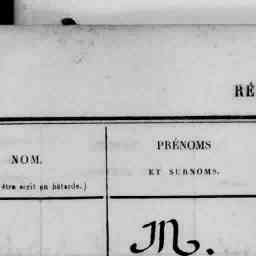 RÉ
PRÉNOMS
NOM.
ET SURNOMS.
être écrit en bâtarde.)
M.